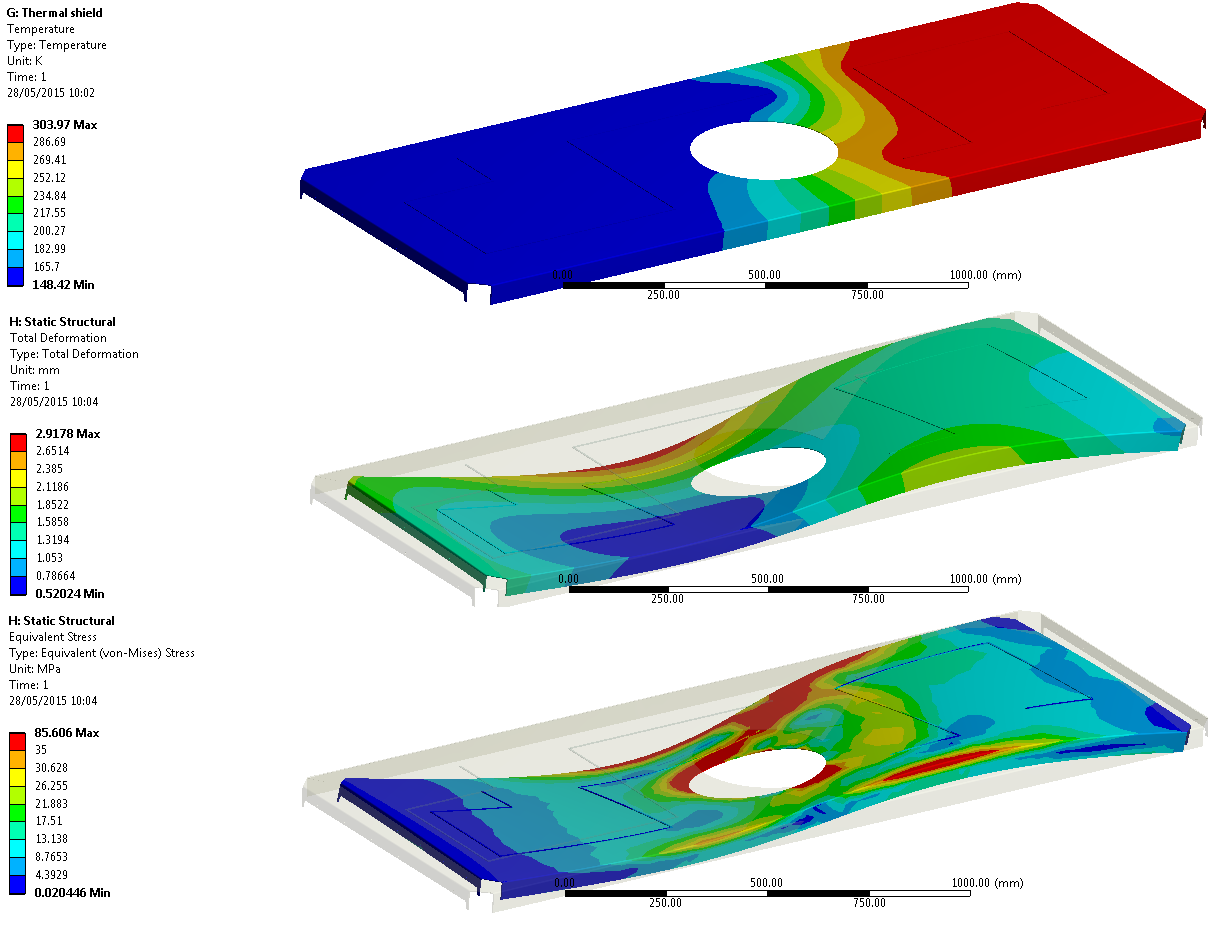 G: Thermal shield
Temperature
Type: Temperature
Unit: K
Time: 1
28/05/2015 10:02
303.97 Max
286.69
269.41
252.12
234.84
217.55
200.27
182.99
165.7
148.42 Min
0.00 500.00 1000.00 (mm)
250.00 750.00
H: Static Structural
Total Deformation
Type: Total Deformation
Unit: mm
Time: 1
28/05/2015 10:04
2.9178 Max
2.6514
2.385
2.1186
1.8522
1.5858
1.3194
1.053
0.78664
0.52024 Min
0.00 500.00 1000.00 (mm)
250.00 750.00
H: Static Structural
Equivalent Stress
Type: Equivalent (von-Mises) Stress
Unit: MPa
Time: 1
28/05/2015 10:04
85.606 Max
35
30.628
26.255
21.883
17.51
13.138
8.7653
4.3929
0.020446 Min
0.00 500.00 1000.00 (mm)
250.00 750.00